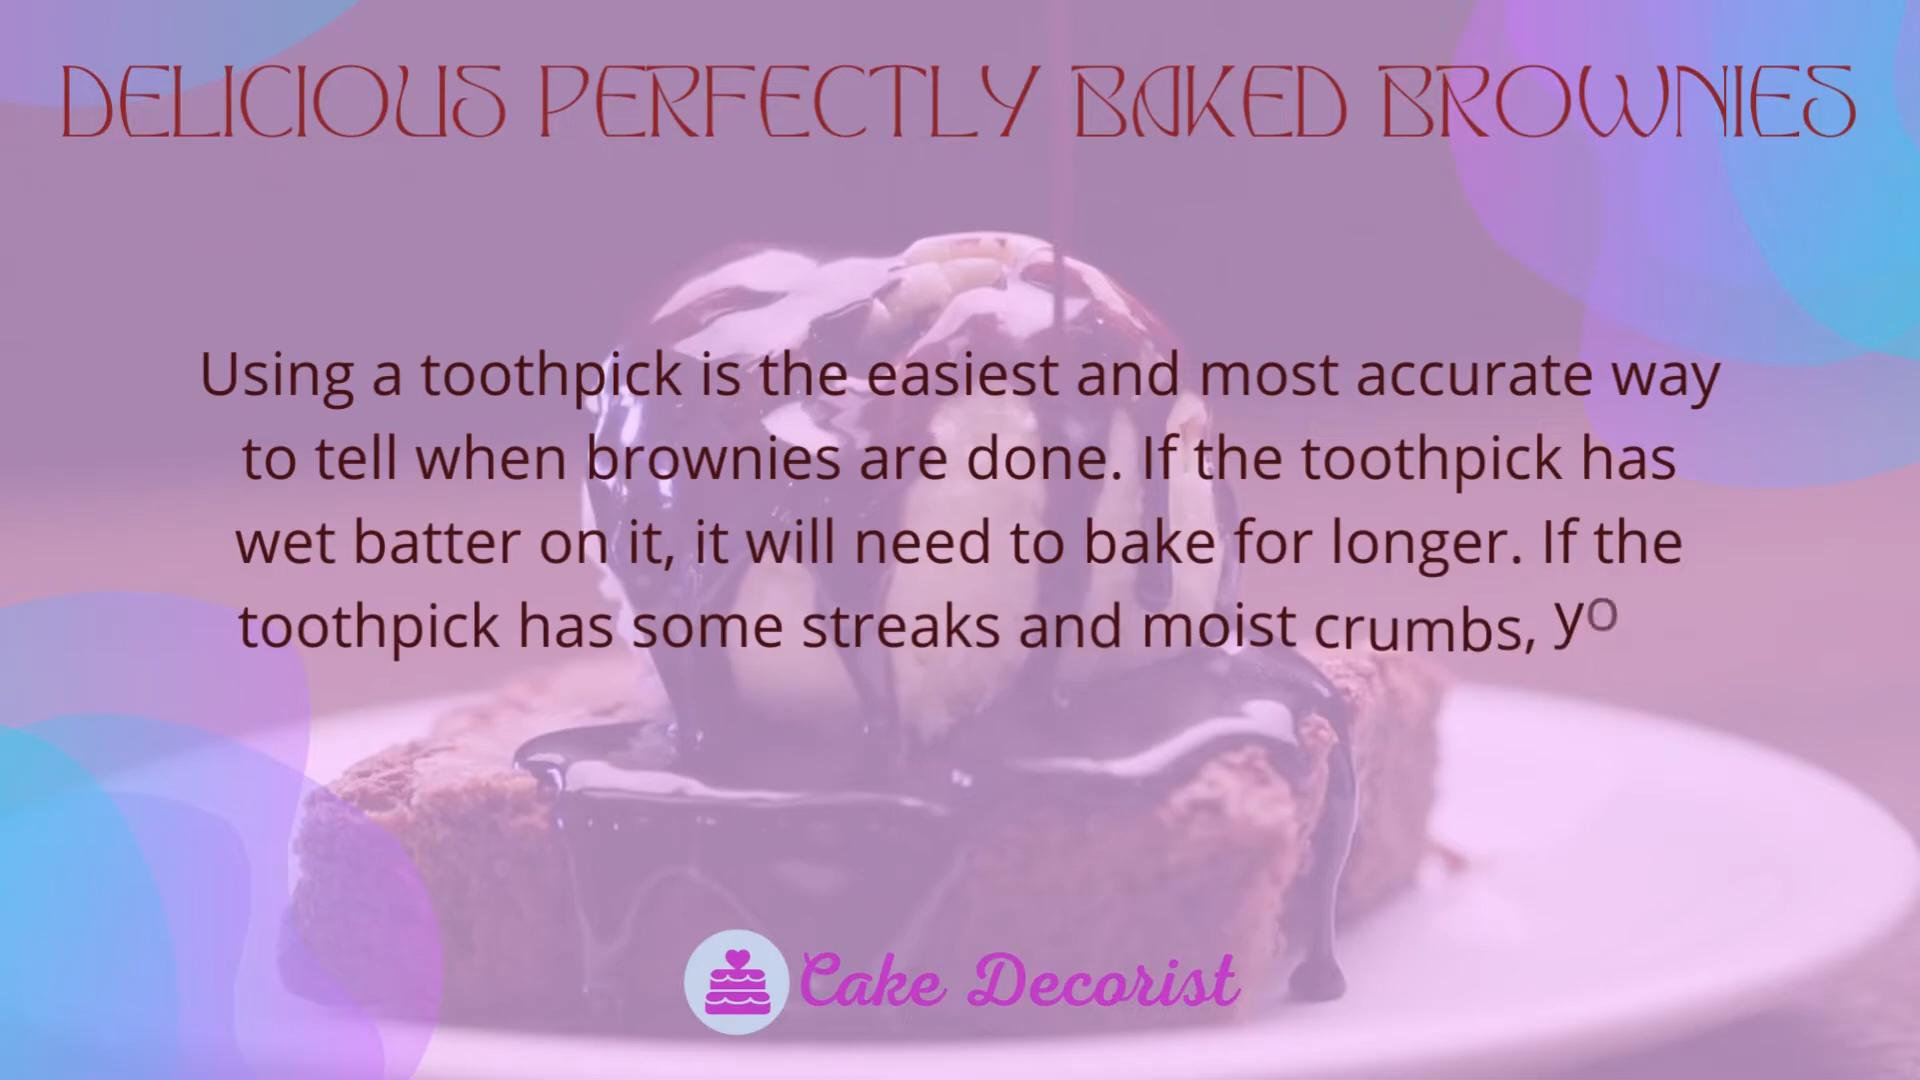 DELICIOUS PERFECTLY BAKED BROWNIES
Using a toothpick is the easiest and most accurate way
to tell when brownies are done. If the toothpick has
wet batter on it, it will need to bake for longer. If the
toothpick has some streaks and moist crumbs, yo
Cake Decorist